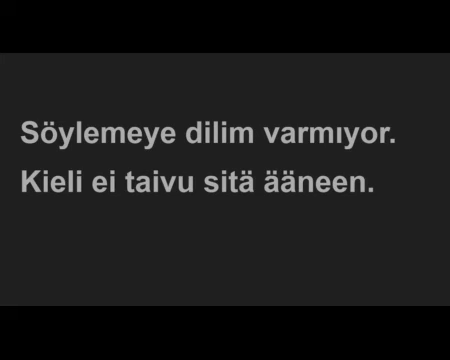 Söylemeye dilim varmıyor.
Kieli ei taivu sitä ääneen.